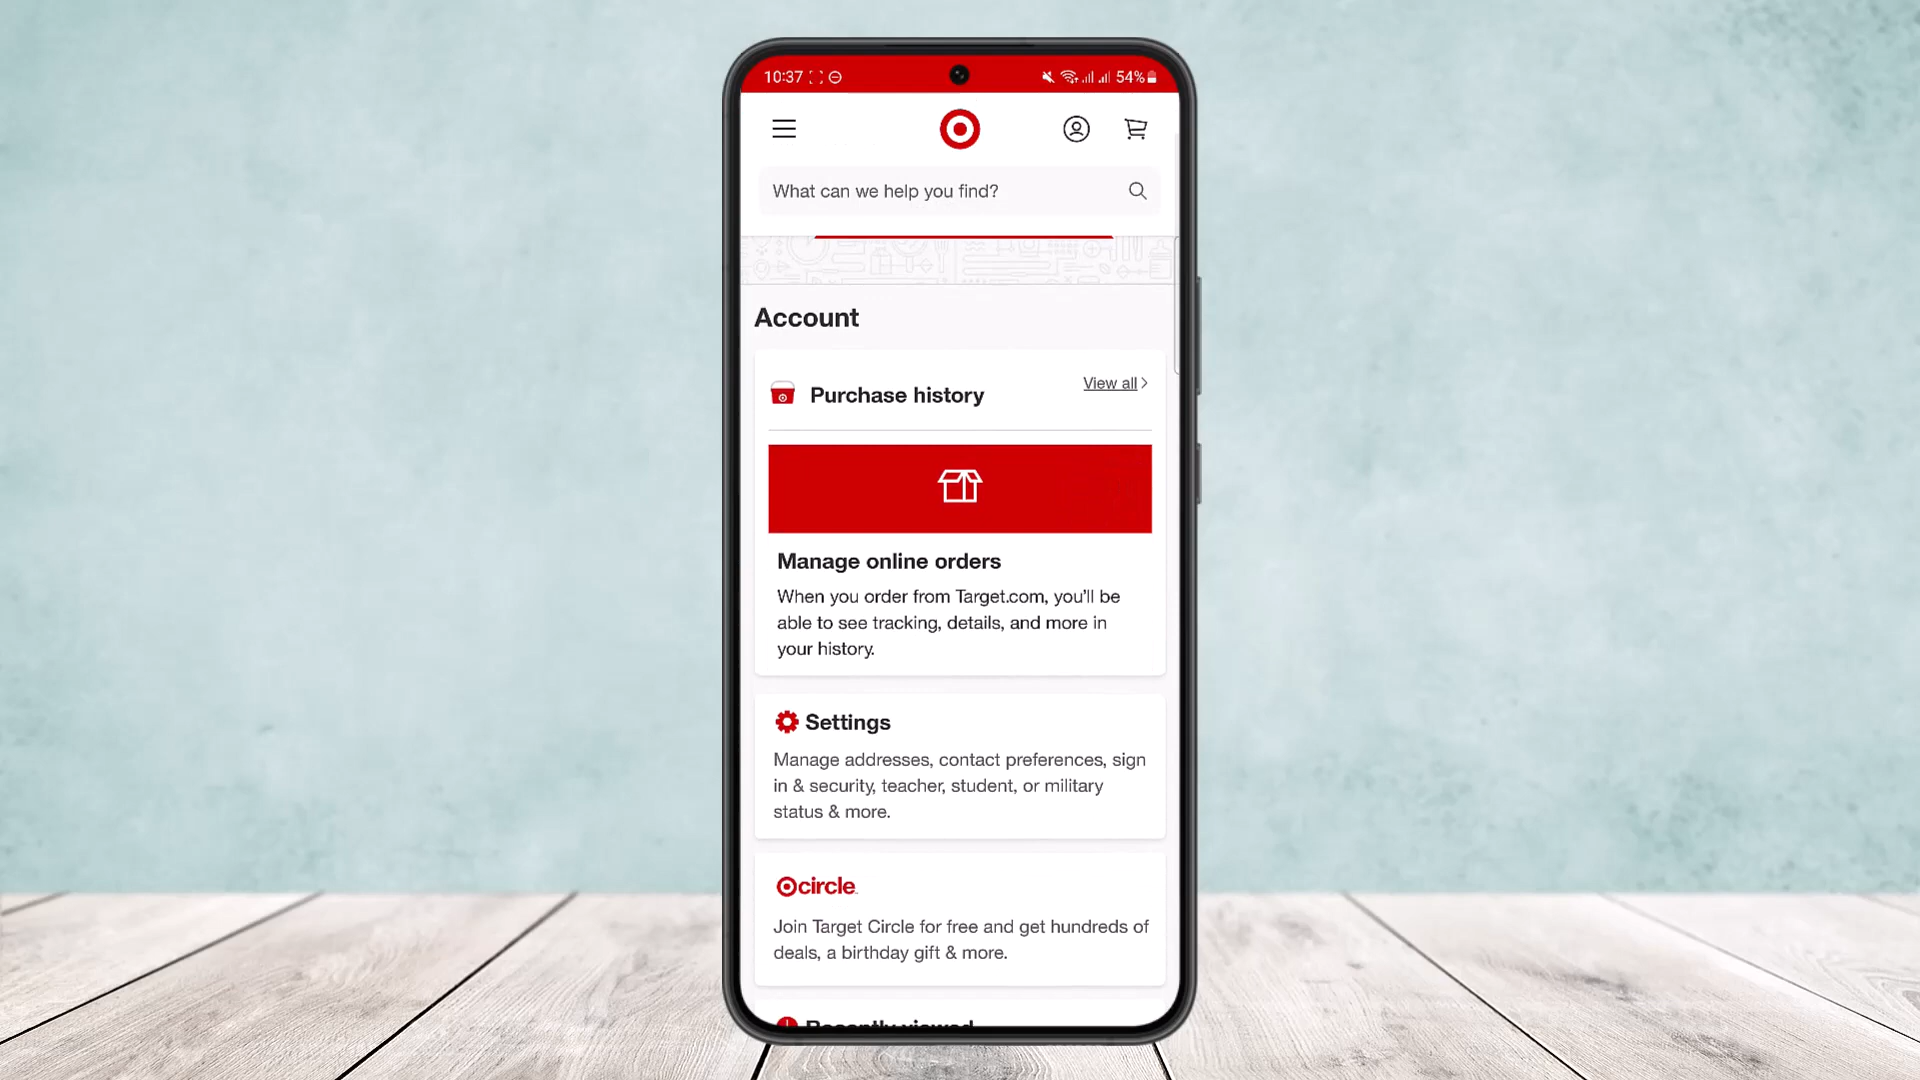 10:37
54%
What can we help you find?
Account
Purchase history
View all
Manage online orders
When you order from Target.com, you'll be
able to see tracking, details, and more in
your history.
Settings
Manage addresses, contact preferences, sign
in & security, teacher, student, or military
status & more.
circle
Join Target Circle for free and get hundreds of
deals, a birthday gift & more.
Recently viewed